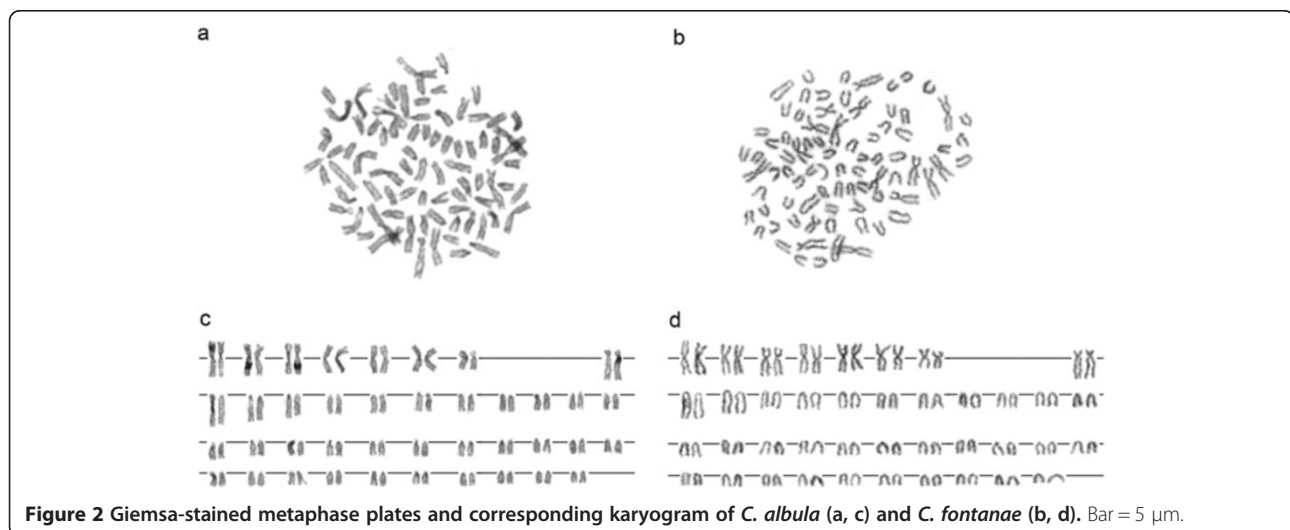 a
b
c
d
Figure 2 Giemsa-stained metaphase plates and corresponding karyogram of C. albula (a, c) and C. fontanae (b, d). Bar = 5 µm.